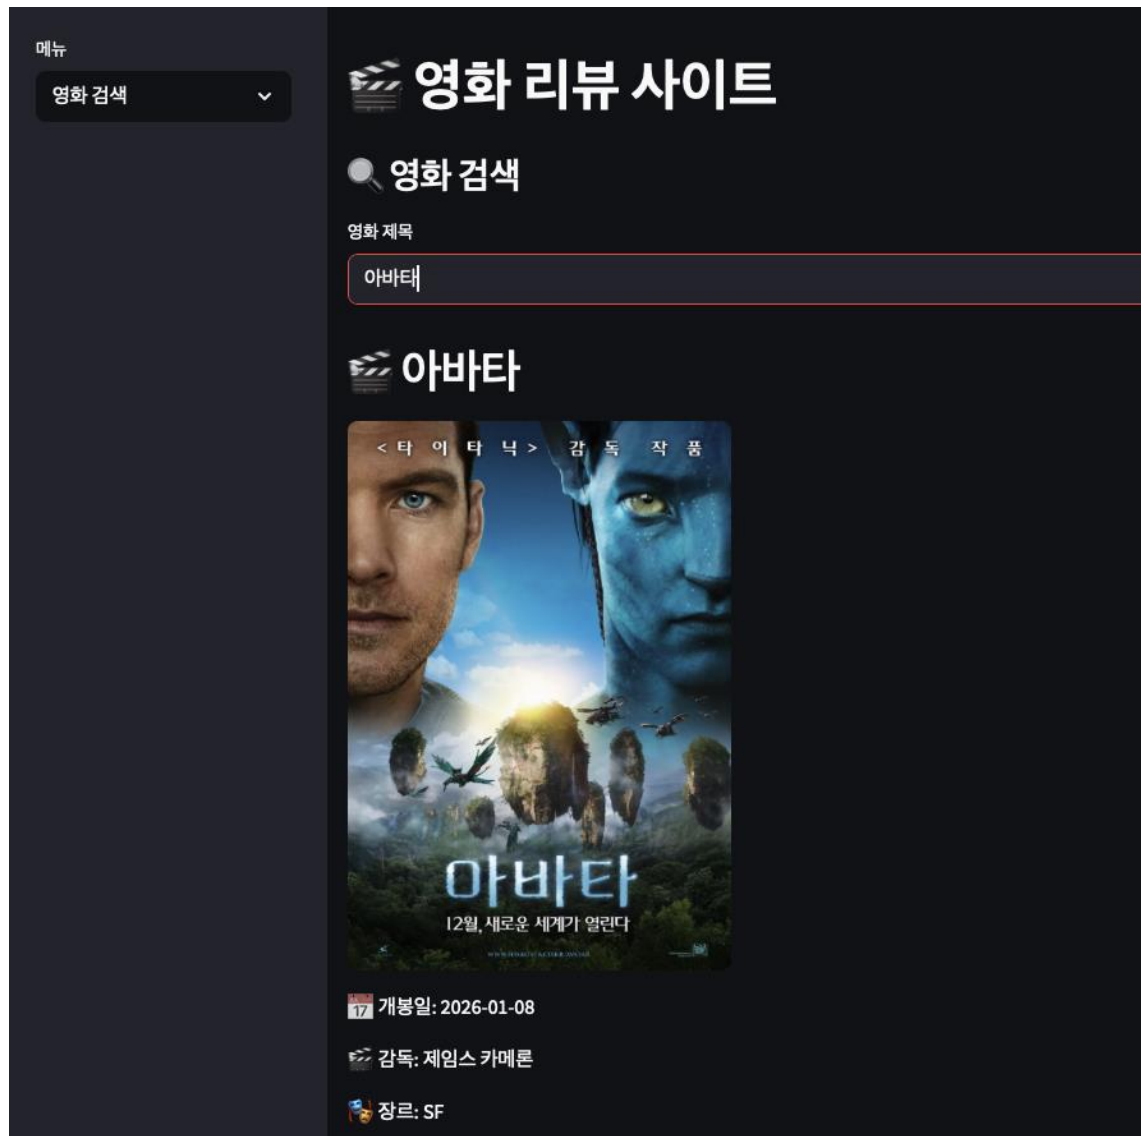 메뉴
영화 검색
🎬 영화 리뷰 사이트
🔍 영화 검색
영화 제목
아바타
🎬 아바타
<타이타닉> 감독 작품
아바타
12월, 새로운 세계가 열린다
📅 개봉일: 2026-01-08
🎬 감독: 제임스 카메론
🎭 장르: SF